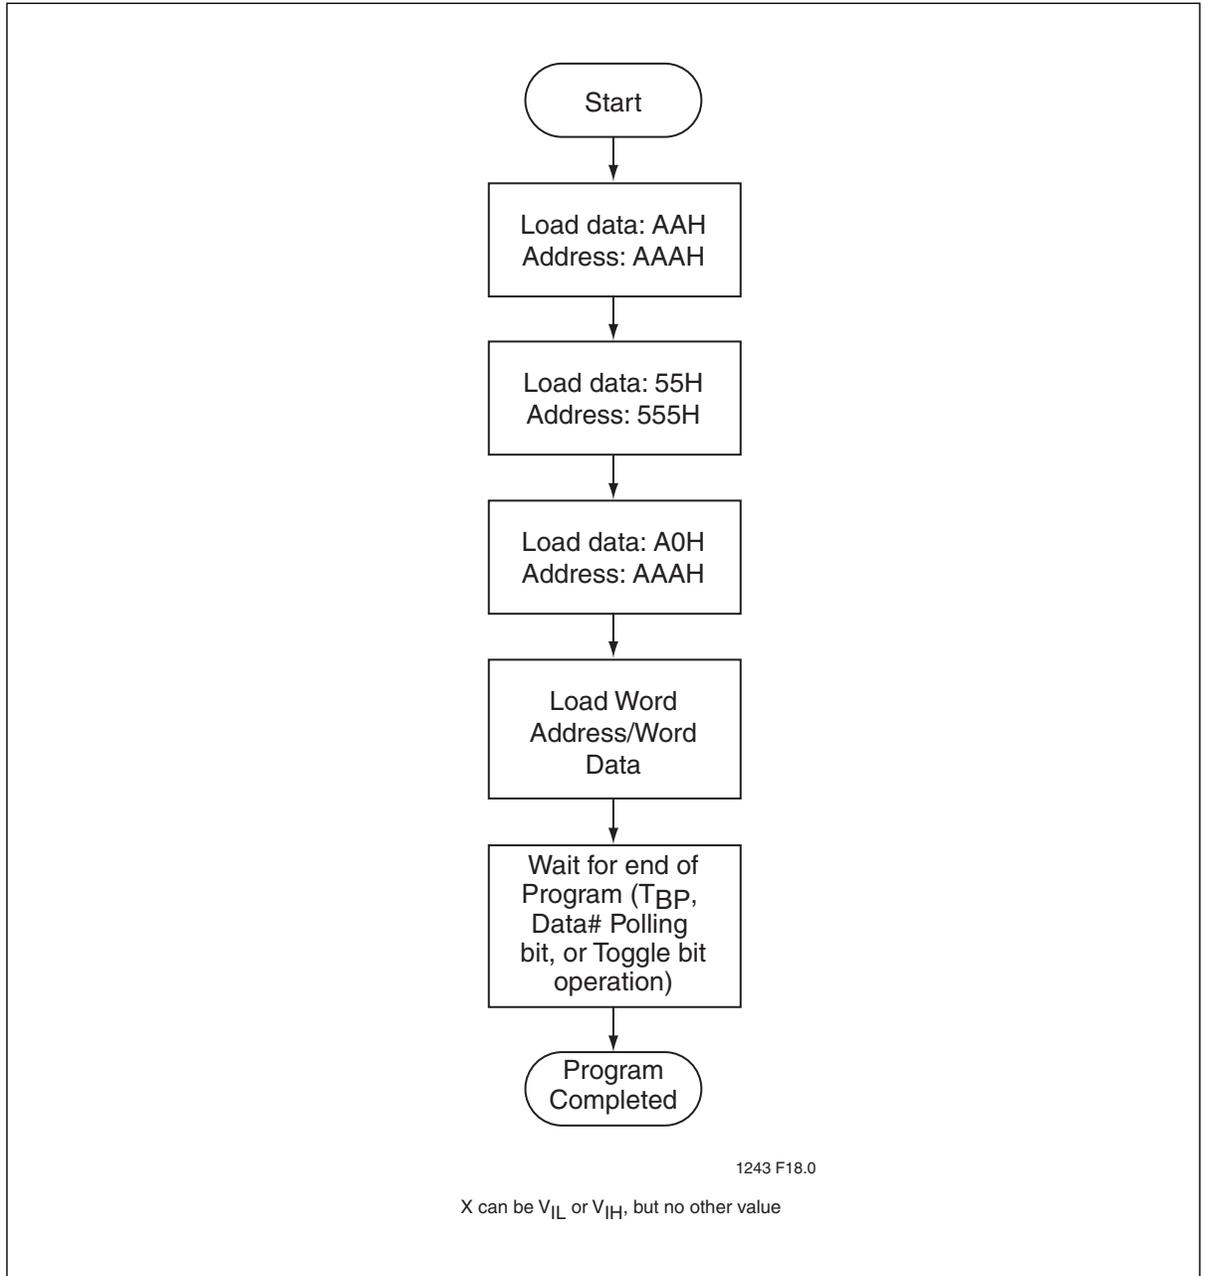 Start
Load data: AAH
Address: AAAH
Load data: 55H
Address: 555H
Load data: A0H
Address: AAAH
Load Word
Address/Word
Data
Wait for end of
Program (TBP,
Data# Polling
bit, or Toggle bit
operation)
Program
Completed
1243 F18.0
X can be VIL or VIH, but no other value